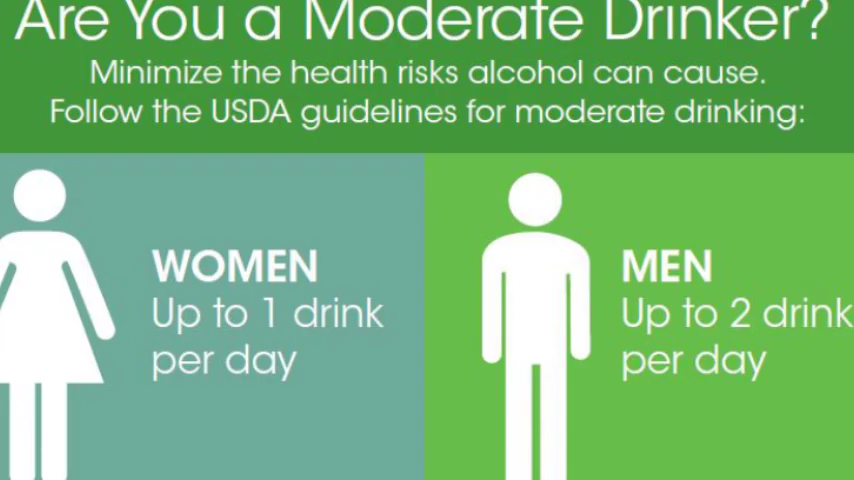 Are You a Moderate Drinker?
Minimize the health risks alcohol can cause.
Follow the USDA guidelines for moderate drinking:
WOMEN
Up to 1 drink
per day
MEN
Up to 2 drink
per day